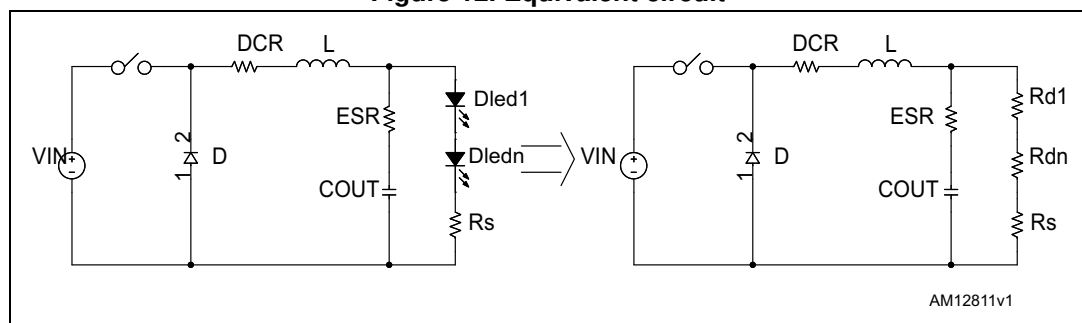 Figure 12. Equivalent circuit
DCR L
ESR
Dled1
VIN
1 2
D
Dledn
COUT
Rs
DCR L
ESR
Rd1
VIN
1 2
D
Rdn
COUT
Rs
AM12811v1